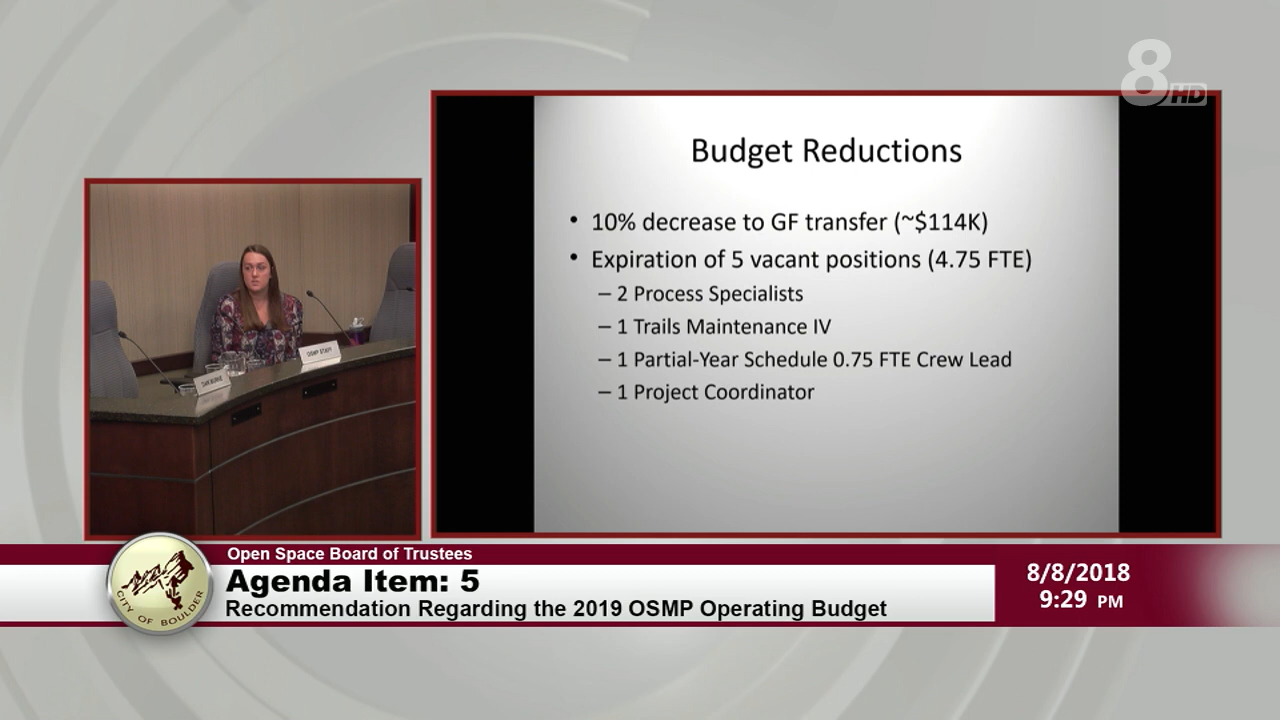 8HD
Budget Reductions
• 10% decrease to GF transfer (~$114K)
• Expiration of 5 vacant positions (4.75 FTE)
– 2 Process Specialists
– 1 Trails Maintenance IV
– 1 Partial-Year Schedule 0.75 FTE Crew Lead
– 1 Project Coordinator
OSMP STAFF
DAN BURKE
Open Space Board of Trustees
Agenda Item: 5
Recommendation Regarding the 2019 OSMP Operating Budget
CITY OF BOULDER
8/8/2018
9:29 PM